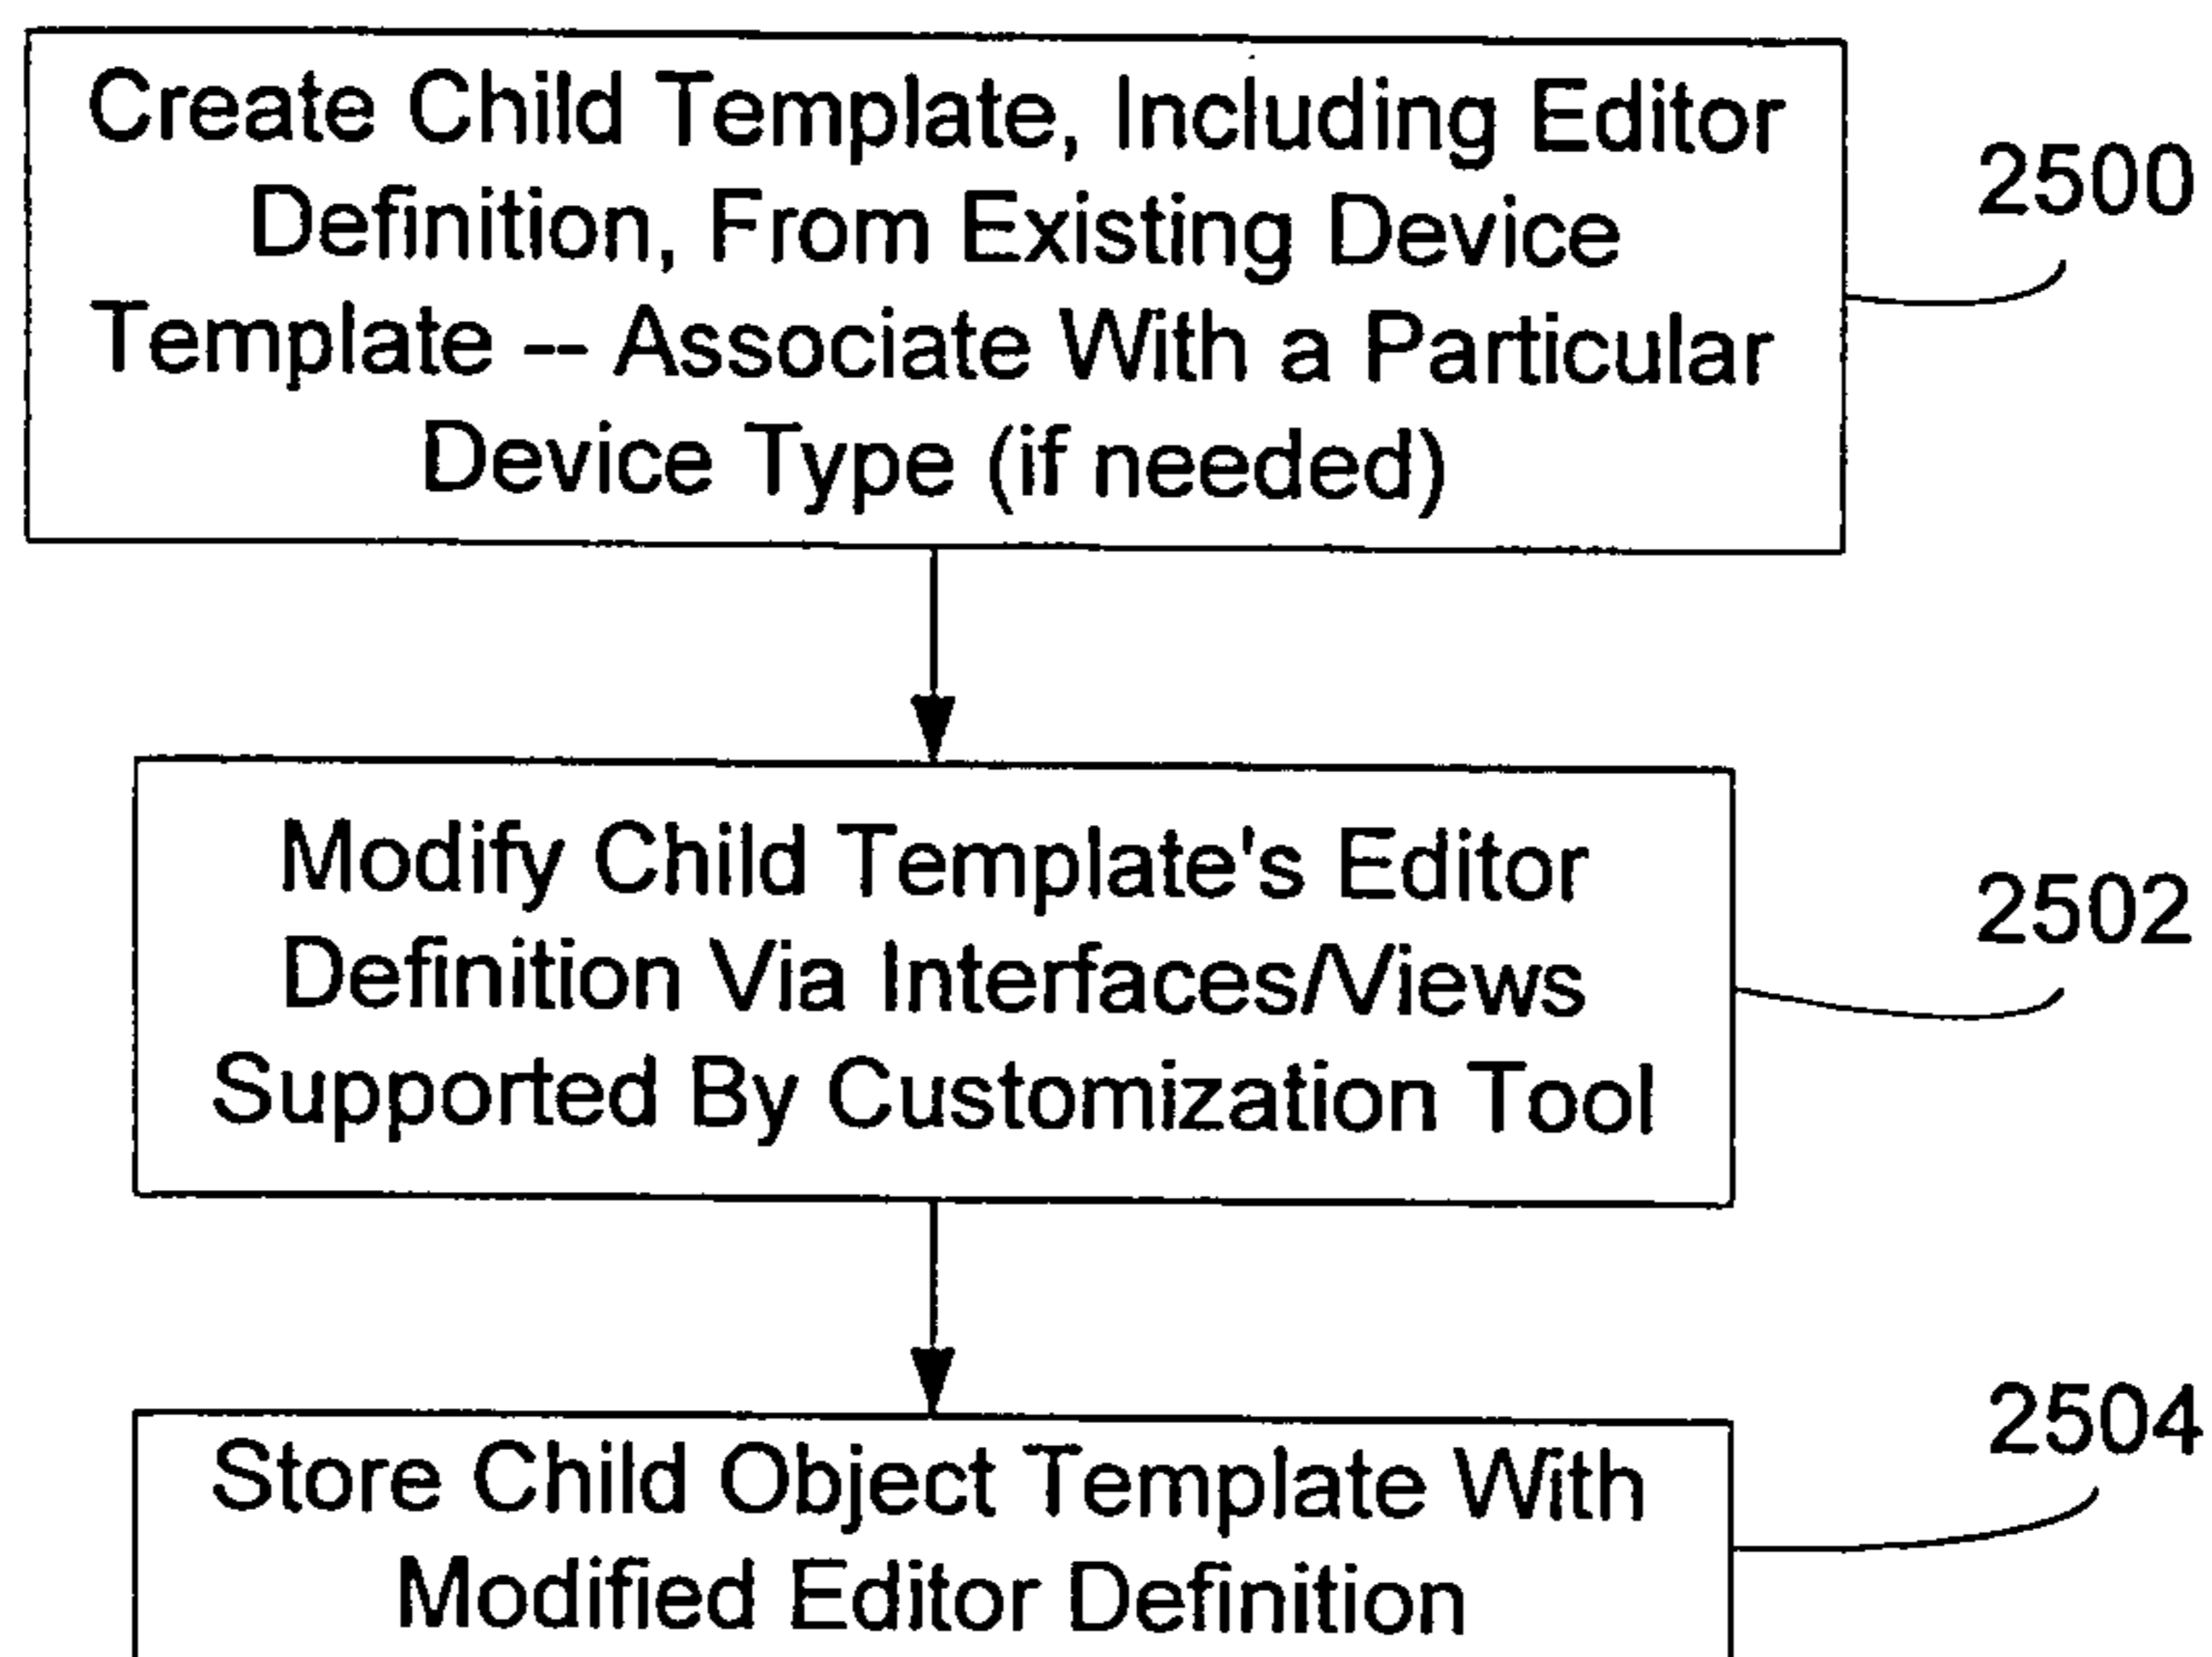 Create Child Template, Including Editor
Definition, From Existing Device
Template -- Associate With a Particular
Device Type (if needed)
2500
Modify Child Template's Editor
Definition Via Interfaces/Views
Supported By Customization Tool
2502
Store Child Object Template With
Modified Editor Definition
2504